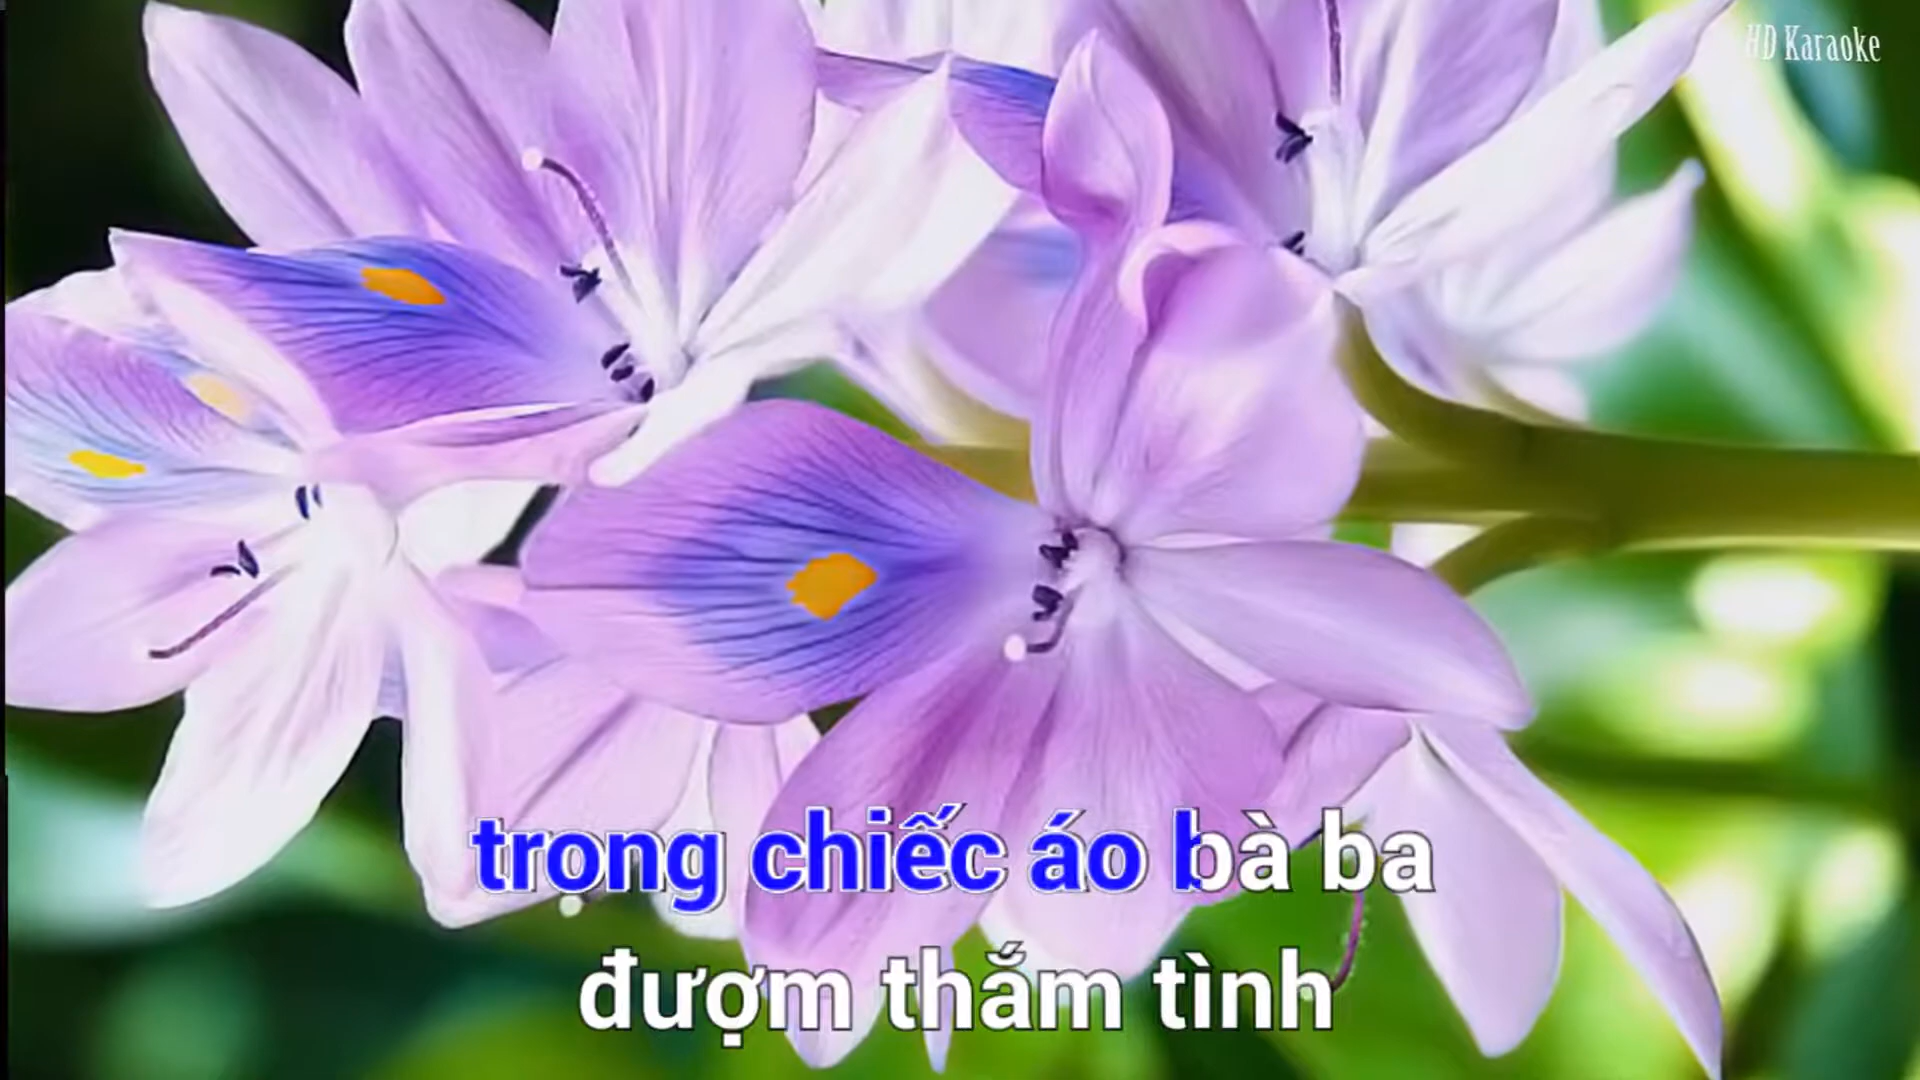 HD Karaoke
trong chiếc áo bà ba
đượm thắm tình